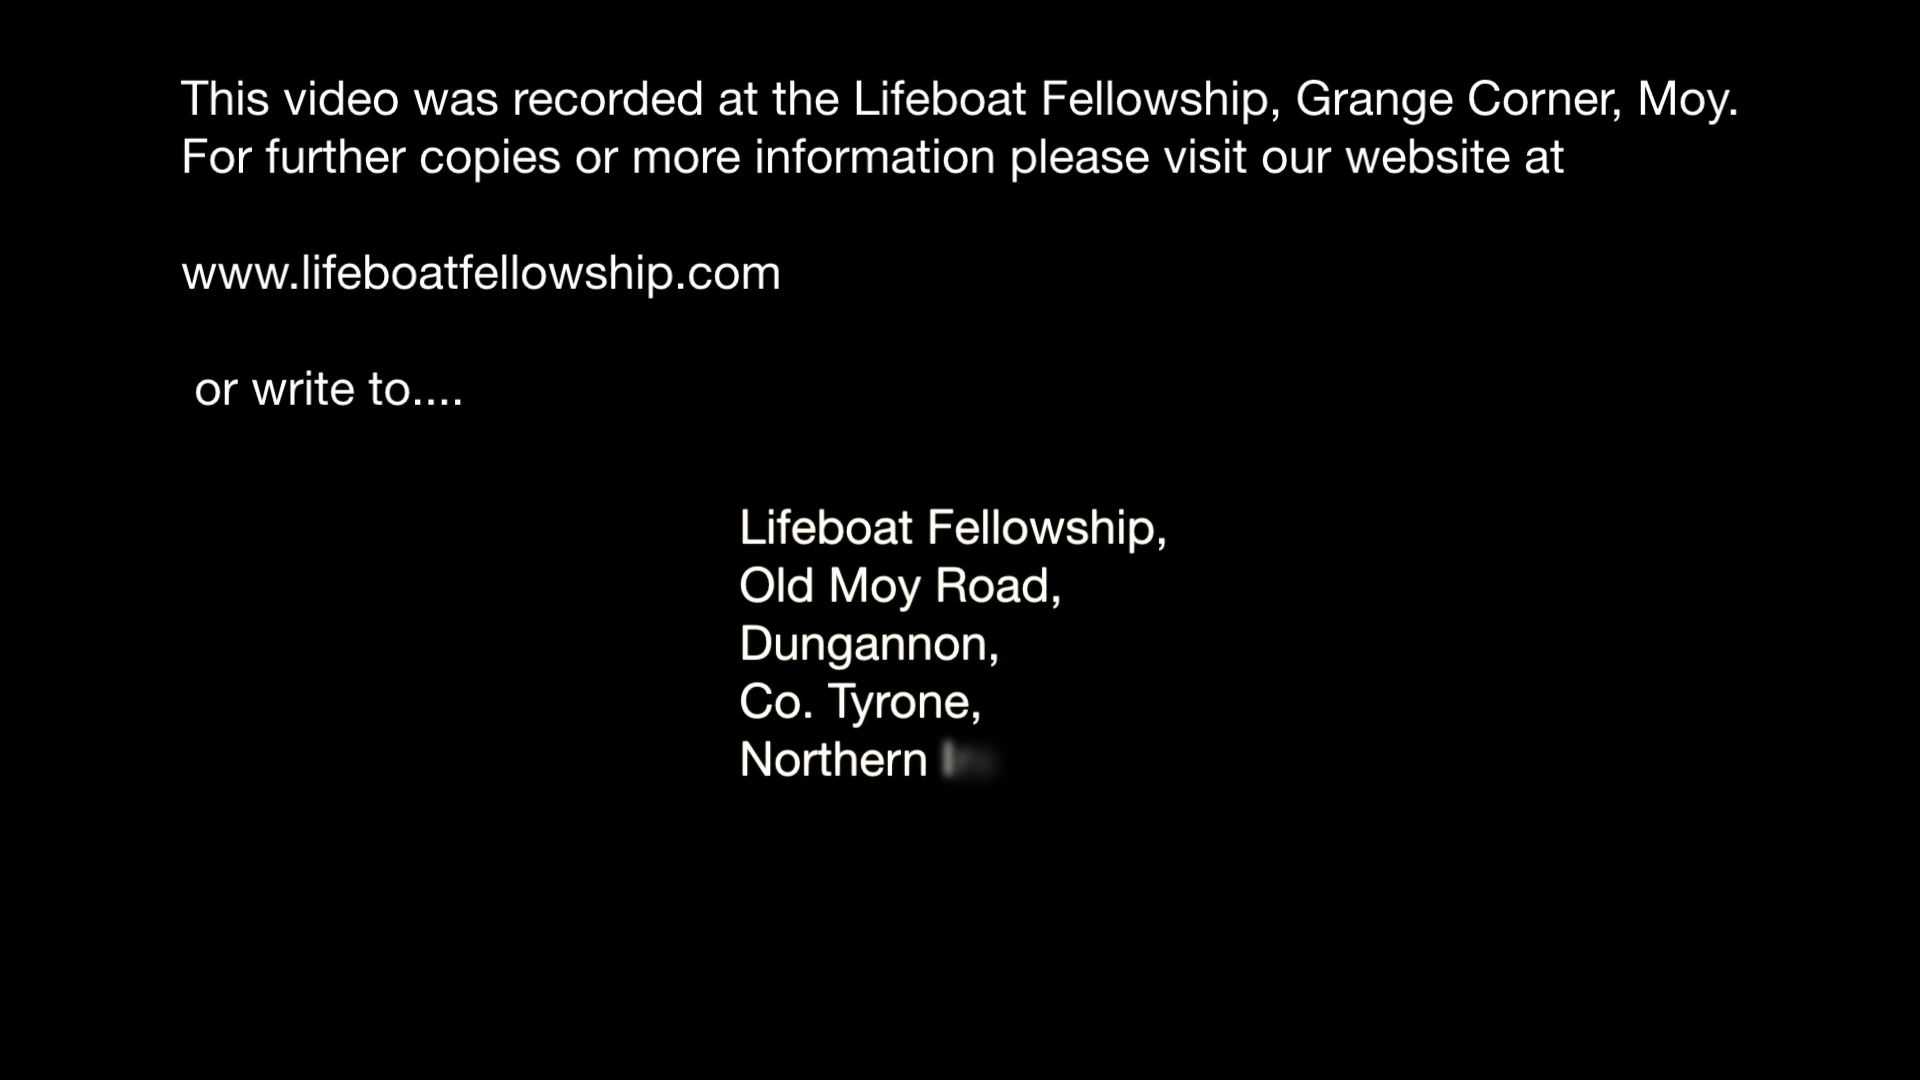 This video was recorded at the Lifeboat Fellowship, Grange Corner, Moy.
For further copies or more information please visit our website at
www.lifeboatfellowship.com
or write to....
Lifeboat Fellowship,
Old Moy Road,
Dungannon,
Co. Tyrone,
Northern